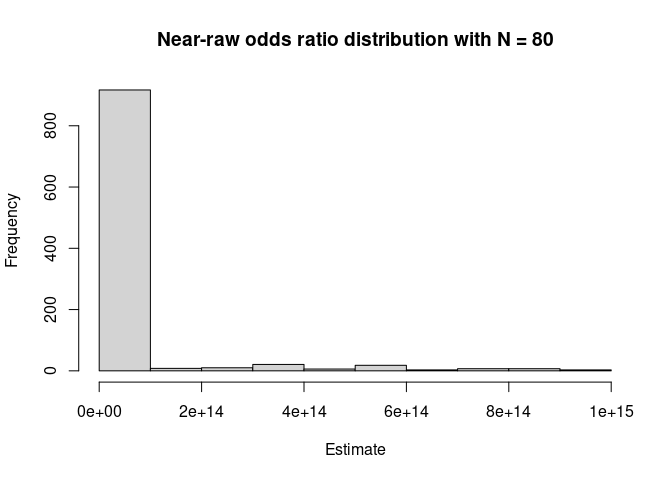 Near-raw odds ratio distribution with N = 80
Frequency
800
600
400
200
0
0e+00 2e+14 4e+14 6e+14 8e+14 1e+15
Estimate